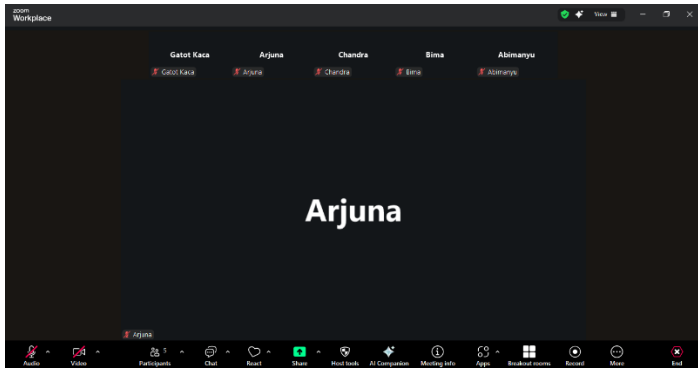 zoom
Workplace
View
Gatot Kaca Arjuna Chandra Bima Abimanyu
Gatot Kaca Arjuna Chandra Bima Abimanyu
Arjuna
Arjuna
5
Audio Video Participants Chat React Share Host tools AI Companion Meeting info Apps Breakout rooms Record More End